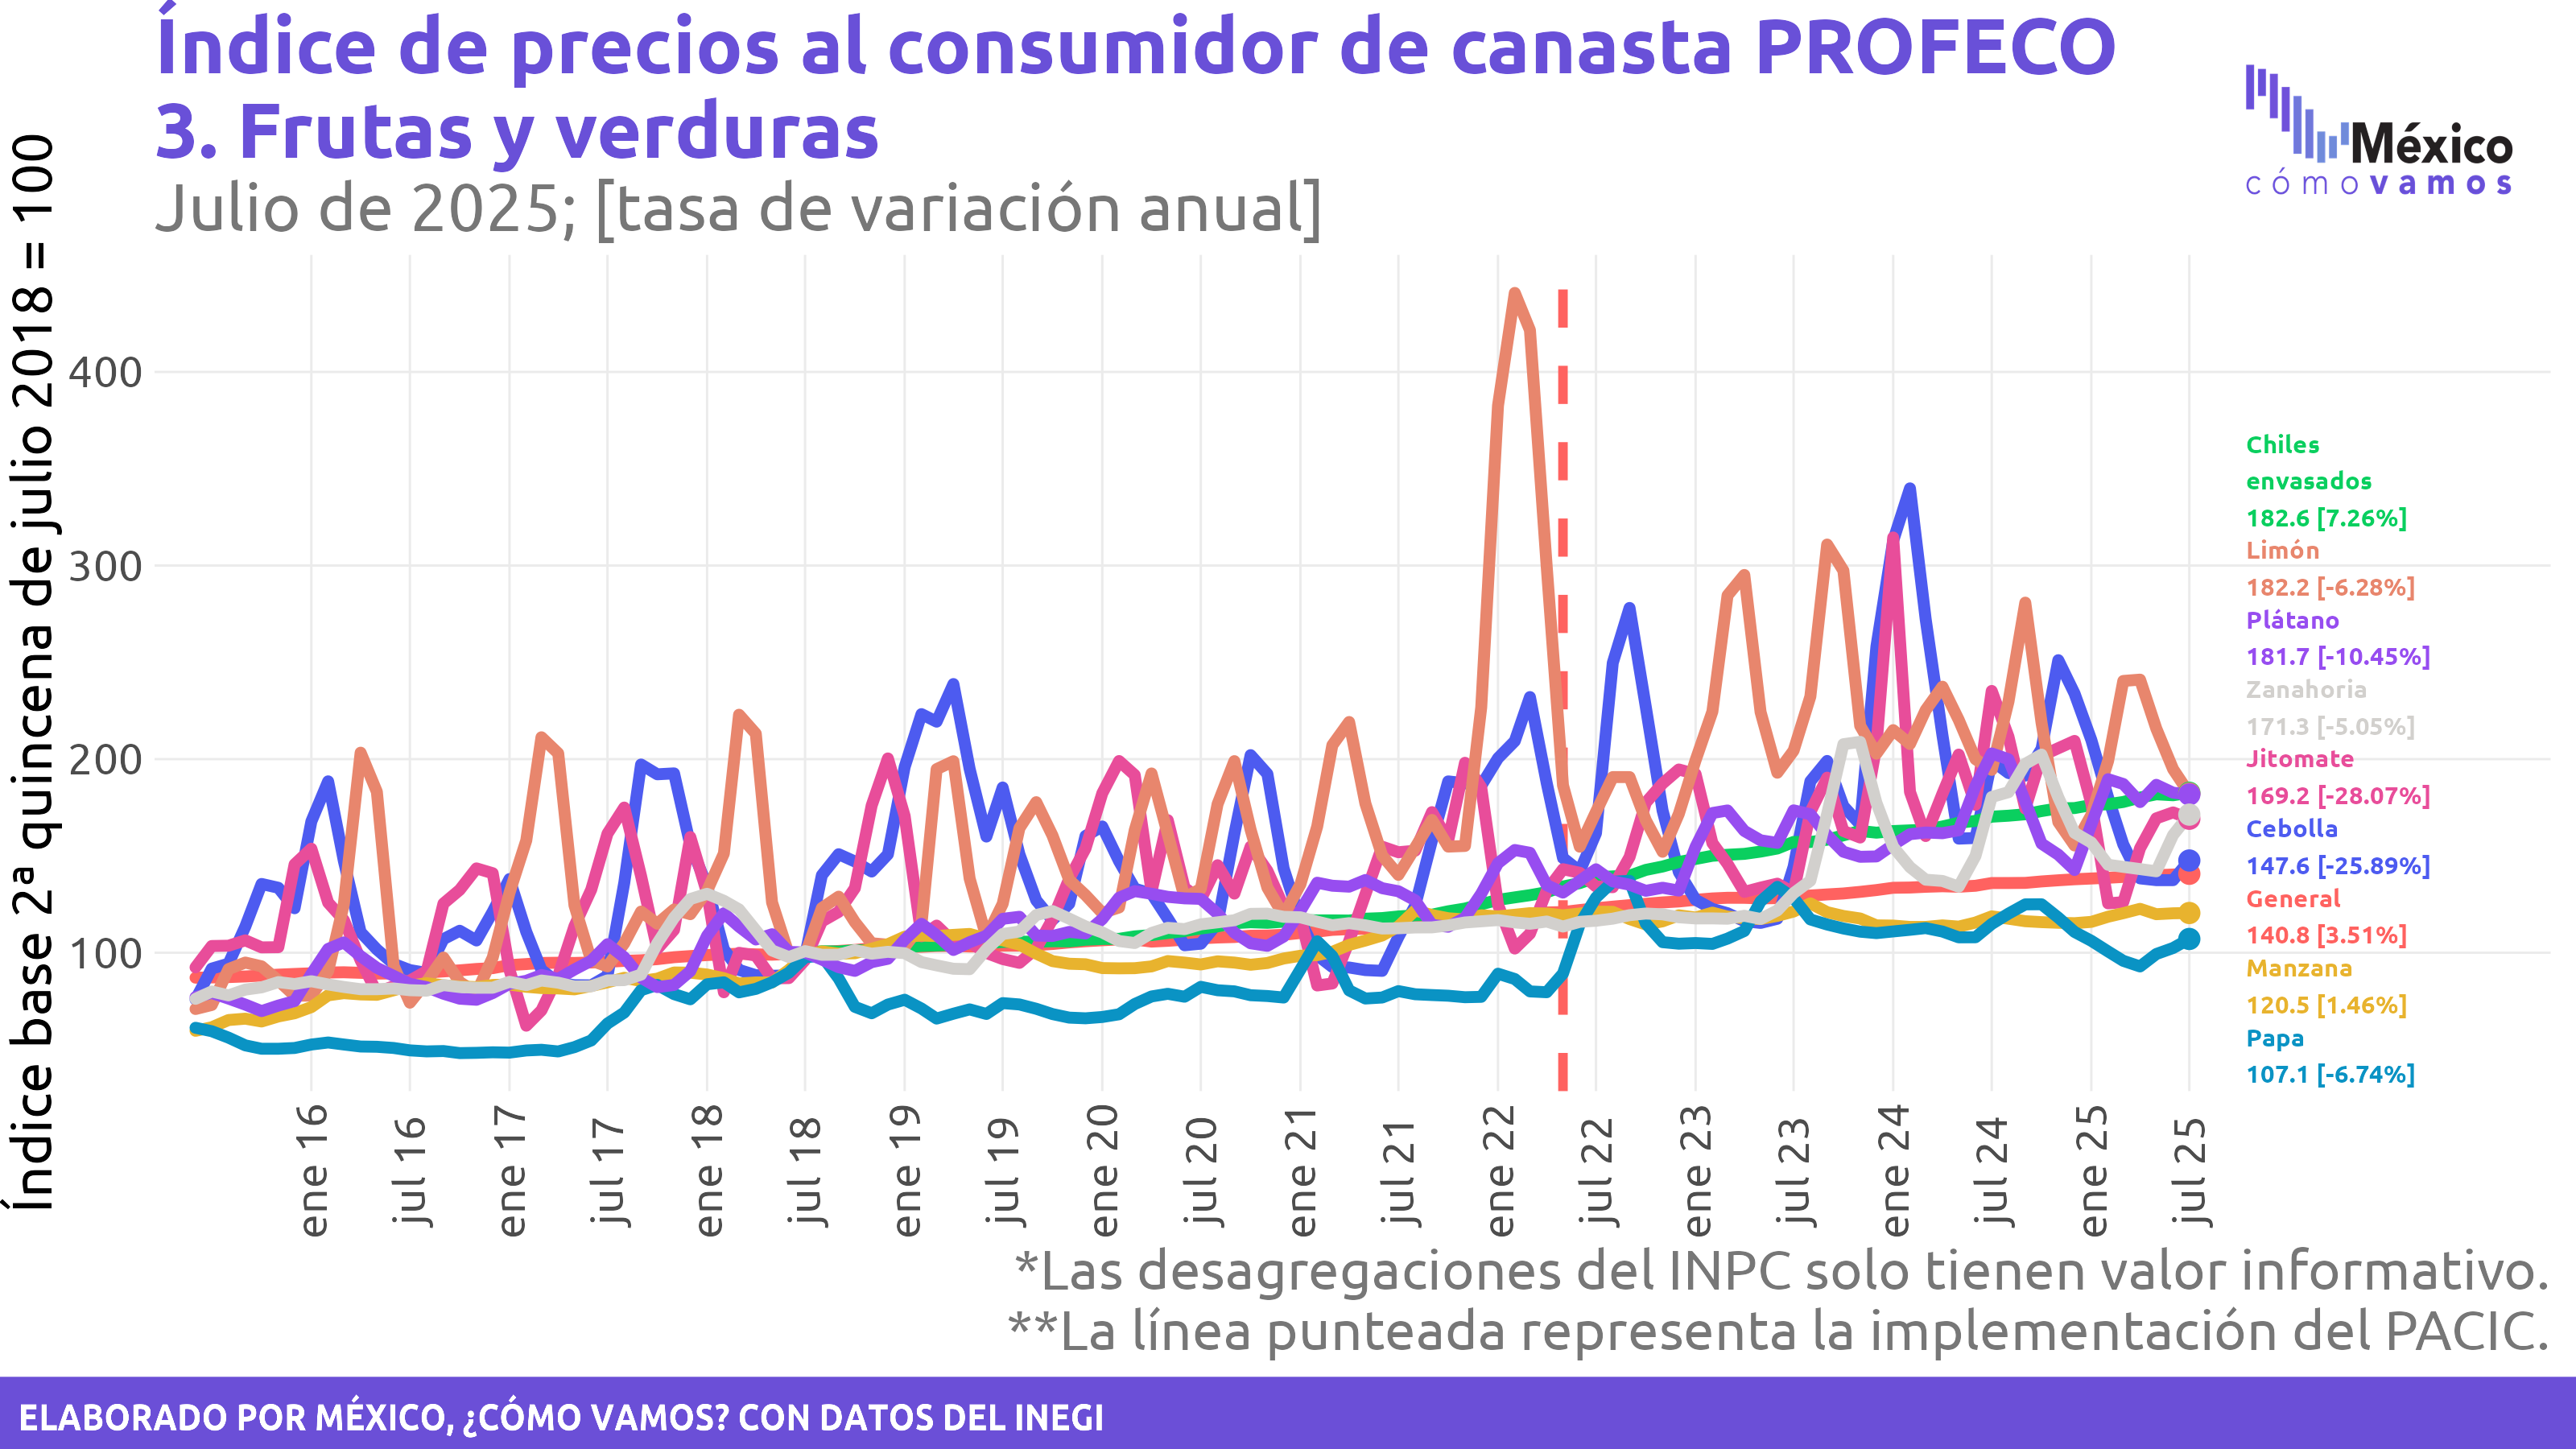 Índice de precios al consumidor de canasta PROFECO
3. Frutas y verduras
Julio de 2025; [tasa de variación anual]
México
cómo vamos
Índice base 2ª quincena de julio 2018 = 100
400
300
200
100
Chiles
envasados
182.6 [7.26%]
Limón
182.2 [-6.28%]
Plátano
181.7 [-10.45%]
Zanahoria
171.3 [-5.05%]
Jitomate
169.2 [-28.07%]
Cebolla
147.6 [-25.89%]
General
140.8 [3.51%]
Manzana
120.5 [1.46%]
Papa
107.1 [-6.74%]
ene 16
jul 16
ene 17
jul 17
ene 18
jul 18
ene 19
jul 19
ene 20
jul 20
ene 21
jul 21
ene 22
jul 22
ene 23
jul 23
ene 24
jul 24
ene 25
jul 25
*Las desagregaciones del INPC solo tienen valor informativo.
**La línea punteada representa la implementación del PACIC.
ELABORADO POR MÉXICO, ¿CÓMO VAMOS? CON DATOS DEL INEGI